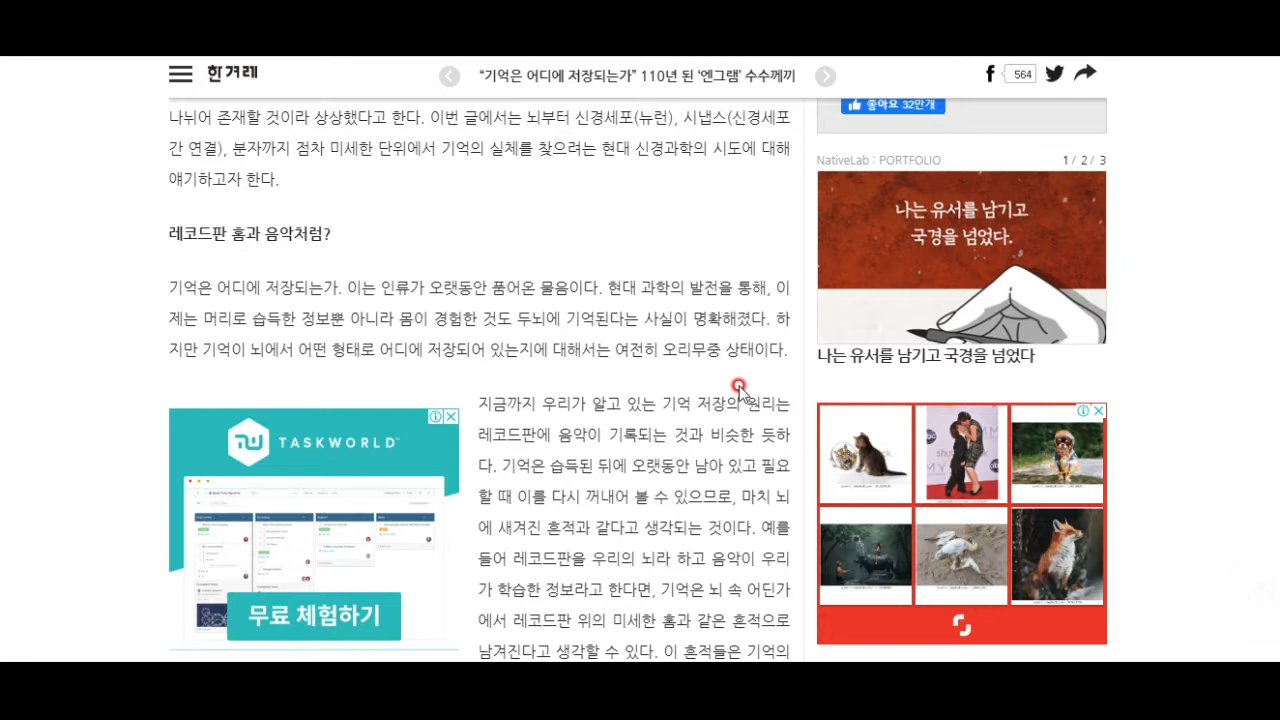 한겨레
“기억은 어디에 저장되는가” 110년 된 ‘엔그램’ 수수께끼
564
나뉘어 존재할 것이라 상상했다고 한다. 이번 글에서는 뇌부터 신경세포(뉴런), 시냅스(신경세포
간 연결), 분자까지 점차 미세한 단위에서 기억의 실체를 찾으려는 현대 신경과학의 시도에 대해
얘기하고자 한다.
레코드판 홈과 음악처럼?
기억은 어디에 저장되는가. 이는 인류가 오랫동안 품어온 물음이다. 현대 과학의 발전을 통해, 이
제는 머리로 습득한 정보뿐 아니라 몸이 경험한 것도 두뇌에 기억된다는 사실이 명확해졌다. 하
지만 기억이 뇌에서 어떤 형태로 어디에 저장되어 있는지에 대해서는 여전히 오리무중 상태이다.
지금까지 우리가 알고 있는 기억 저장의 원리는
레코드판에 음악이 기록되는 것과 비슷한 듯하
다. 기억은 습득된 뒤에 오랫동안 남아 있고 필요
할 때 이를 다시 꺼내어 볼 수 있으므로, 마치 뇌
에 새겨진 흔적과 같다고 생각되는 것이다. 예를
들어 레코드판을 우리의 뇌라 하고 음악이 우리
가 학습한 정보라고 한다면, 기억은 뇌 속 어딘가
에서 레코드판 위의 미세한 홈과 같은 흔적으로
남겨진다고 생각할 수 있다. 이 흔적들은 기억의
TASKWORLD
무료 체험하기
좋아요 32만개
NativeLab : PORTFOLIO
1 / 2 / 3
나는 유서를 남기고
국경을 넘었다.
나는 유서를 남기고 국경을 넘었다